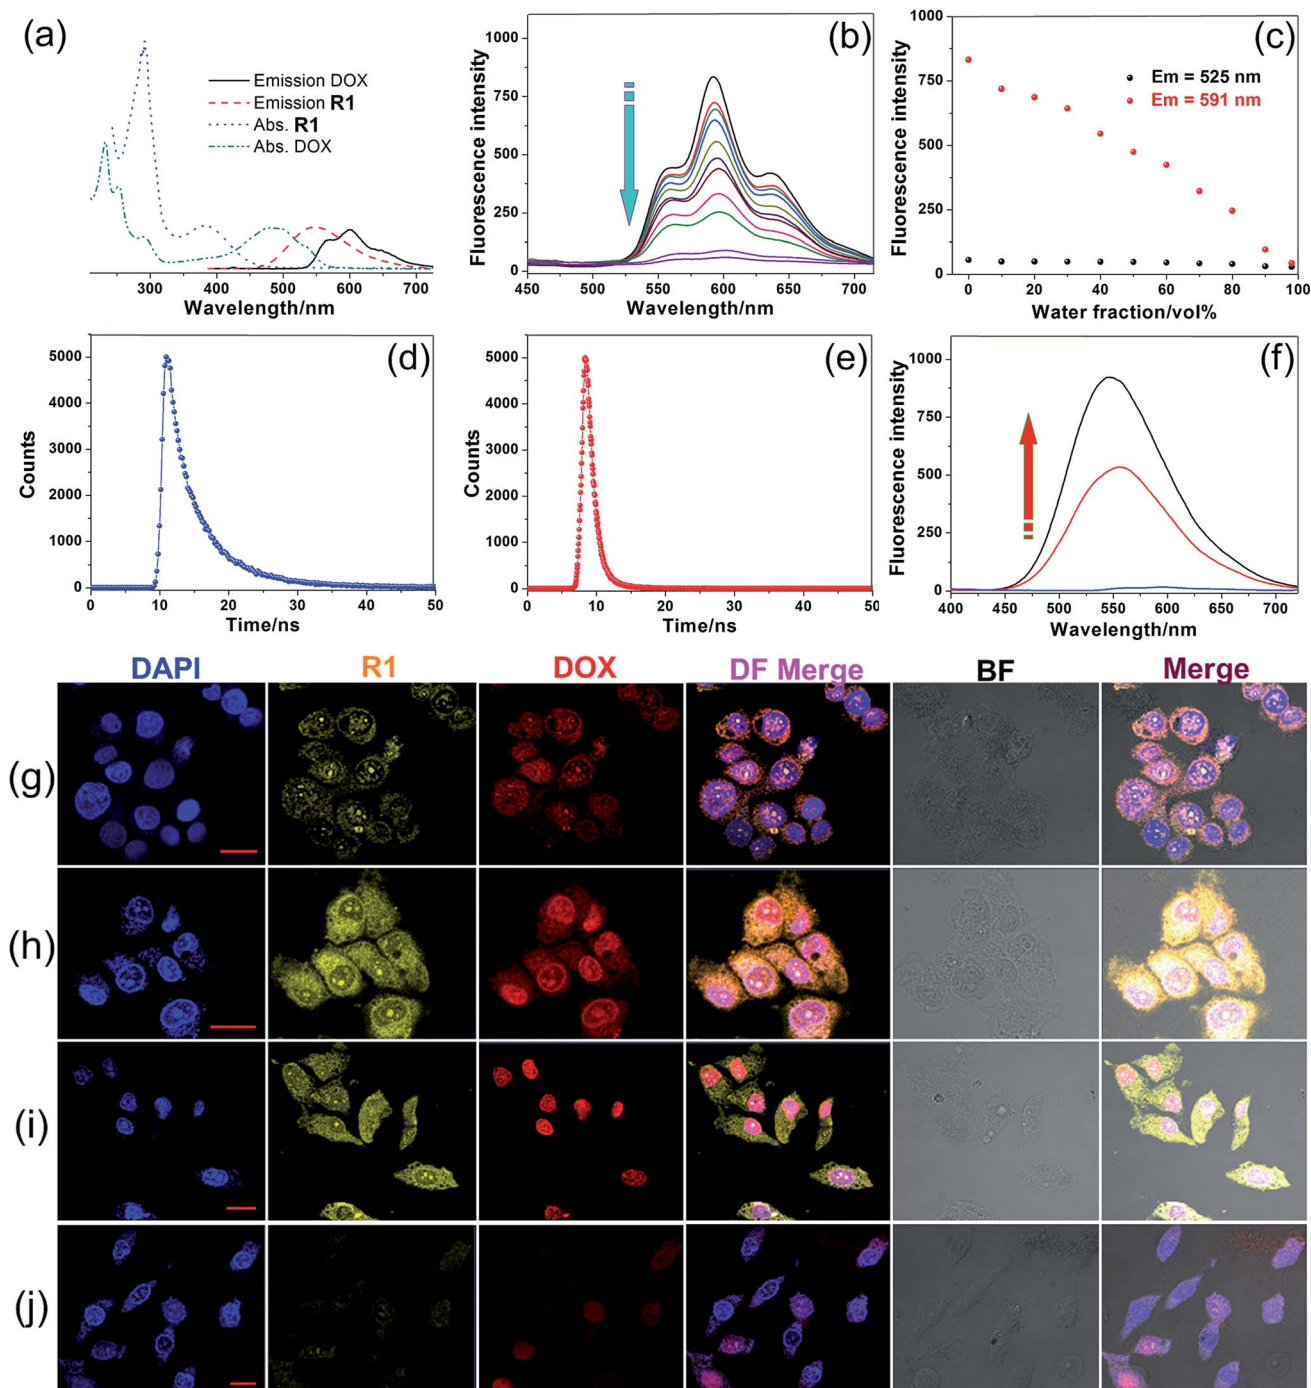 (a)
Emission DOX
Emission R1
Abs. R1
Abs. DOX
300 400 500 600 700
Wavelength/nm
(b)
Fluorescence intensity
1000
750
500
250
0
450 500 550 600 650 700
Wavelength/nm
(c)
Fluorescence intensity
1000
750
500
250
0
Em = 525 nm
Em = 591 nm
0 20 40 60 80 100
Water fraction/vol%
(d)
Counts
5000
4000
3000
2000
1000
0
0 10 20 30 40 50
Time/ns
(e)
Counts
5000
4000
3000
2000
1000
0
0 10 20 30 40 50
Time/ns
(f)
Fluorescence intensity
1000
750
500
250
0
400 450 500 550 600 650 700
Wavelength/nm
DAPI R1 DOX DF Merge BF Merge
(g)
(h)
(i)
(j)